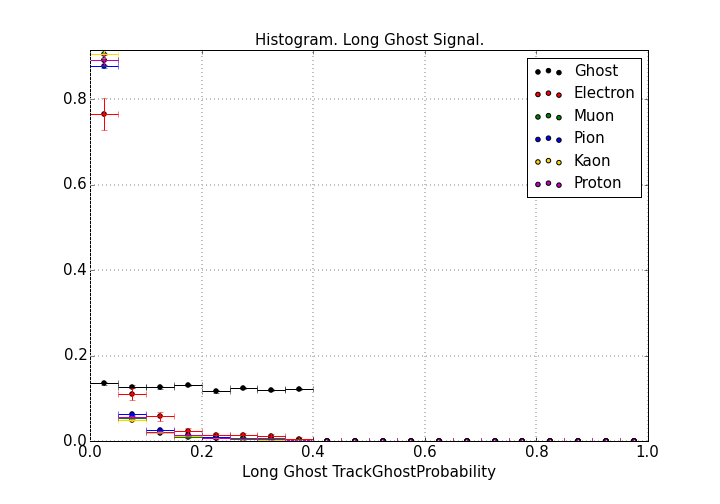 Histogram. Long Ghost Signal.
Ghost
Electron
Muon
Pion
Kaon
Proton
0.8
0.6
0.4
0.2
0.0
0.0 0.2 0.4 0.6 0.8 1.0
Long Ghost TrackGhostProbability